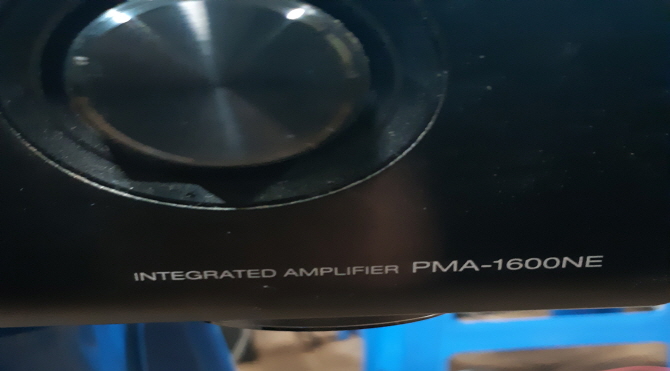 INTEGRATED AMPLIFIER PMA-1600NE